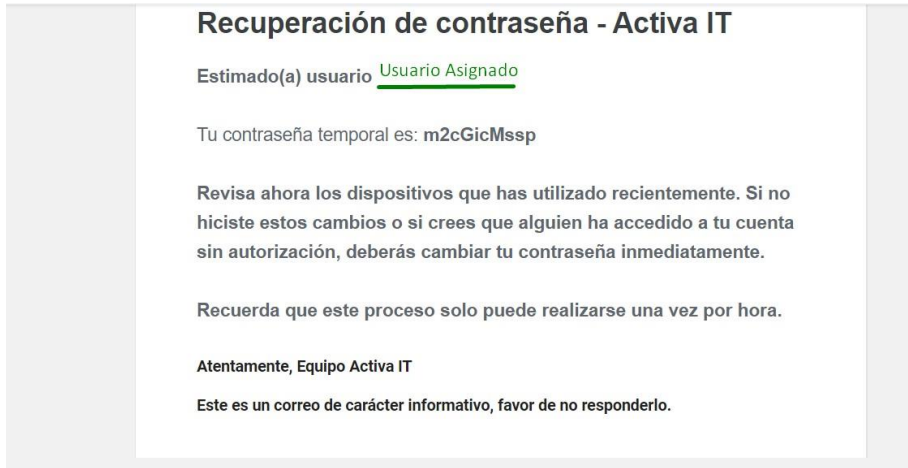 Recuperación de contraseña - Activa IT
Estimado(a) usuario Usuario Asignado
Tu contraseña temporal es: m2cGicMssp
Revisa ahora los dispositivos que has utilizado recientemente. Si no
hiciste estos cambios o si crees que alguien ha accedido a tu cuenta
sin autorización, deberás cambiar tu contraseña inmediatamente.
Recuerda que este proceso solo puede realizarse una vez por hora.
Atentamente, Equipo Activa IT
Este es un correo de carácter informativo, favor de no responderlo.